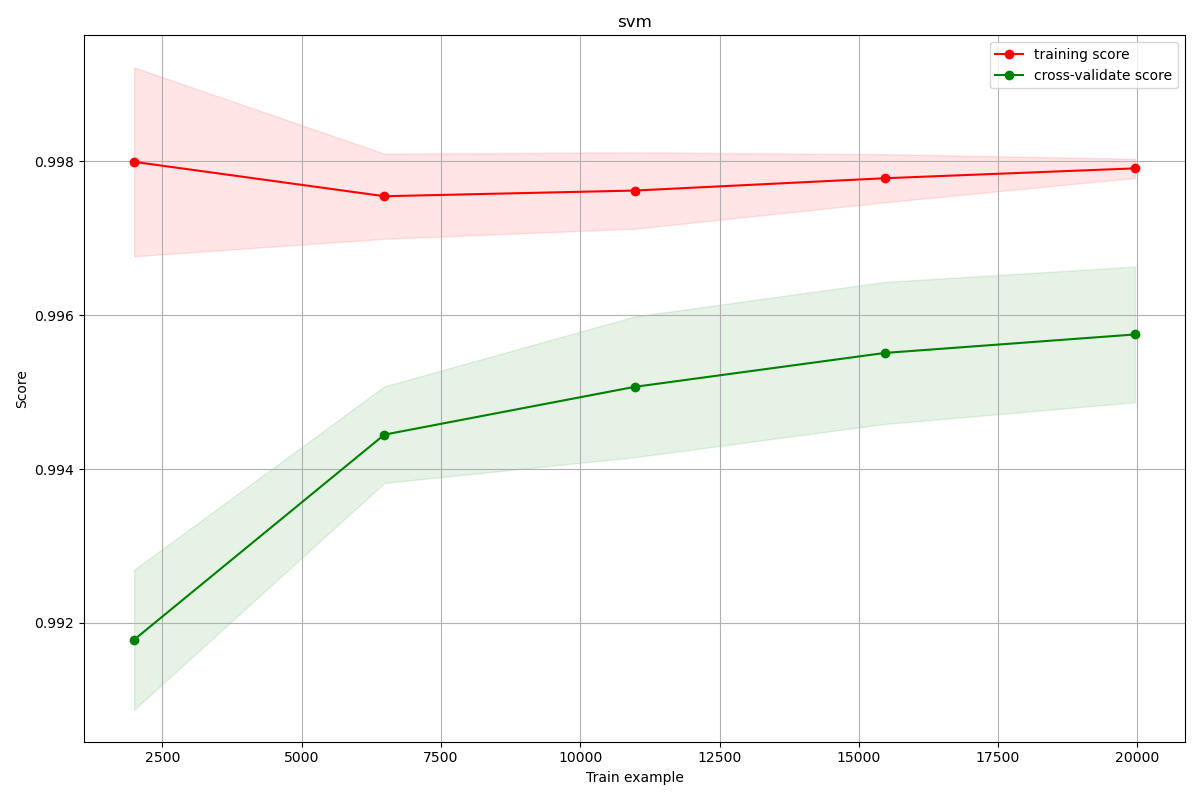 svm
training score
cross-validate score
0.998
0.996
0.994
0.992
Score
2500 5000 7500 10000 12500 15000 17500 20000
Train example